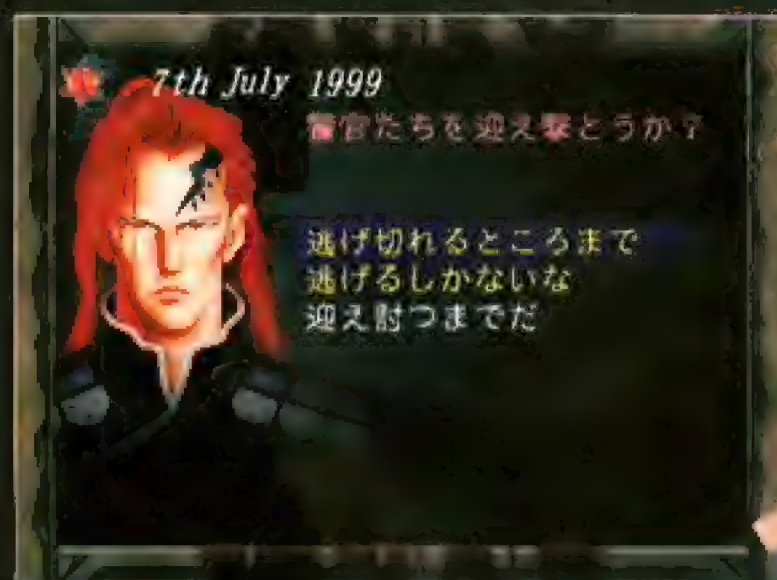 7th July 1999
警官たちを迎え撃とうか？
逃げ切れるところまで
逃げるしかないな
迎え討つまでだ